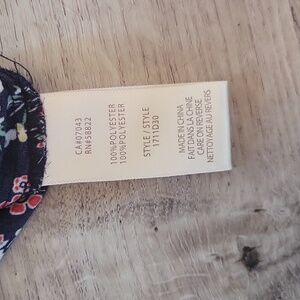 CA#07043
RN#58822
100%POLYESTER
100%POLYESTER
STYLE / STYLE
1711D30
MADE IN CHINA
FAIT DANS LA CHINE
CARE ON REVERSE
NETTOYAGE AU REVERS